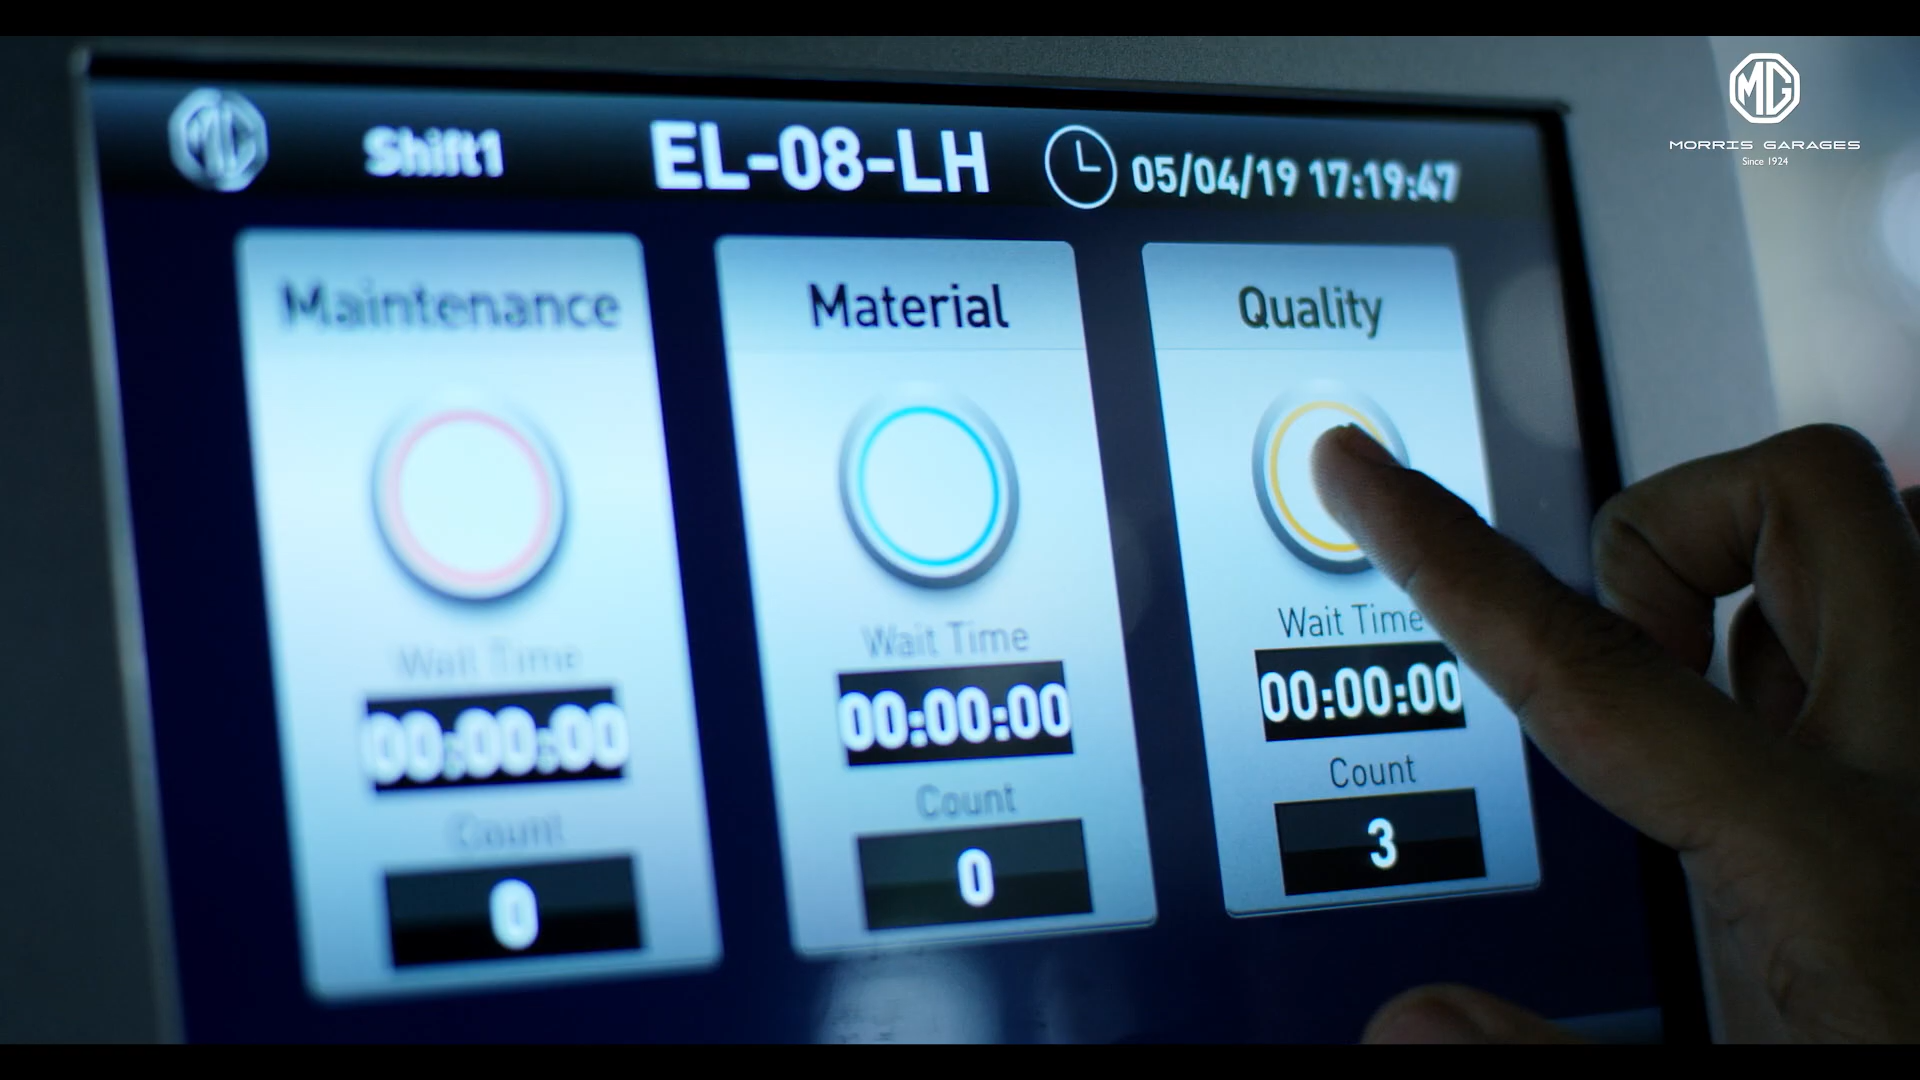 MG
MORRIS GARAGES
Since 1924
MG
Shift1
EL-08-LH
05/04/19 17:19:47
Maintenance
Wait Time
00:00:00
Count
0
Material
Wait Time
00:00:00
Count
0
Quality
Wait Time
00:00:00
Count
3